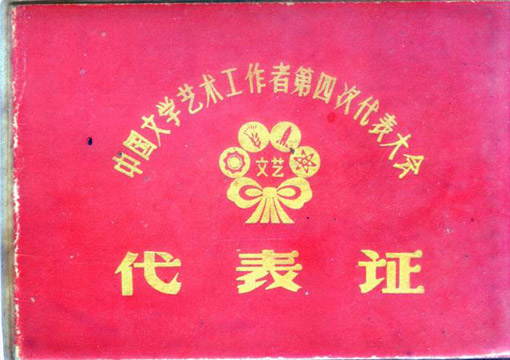 中国文学艺术工作者第四次代表大会
文艺
代表证